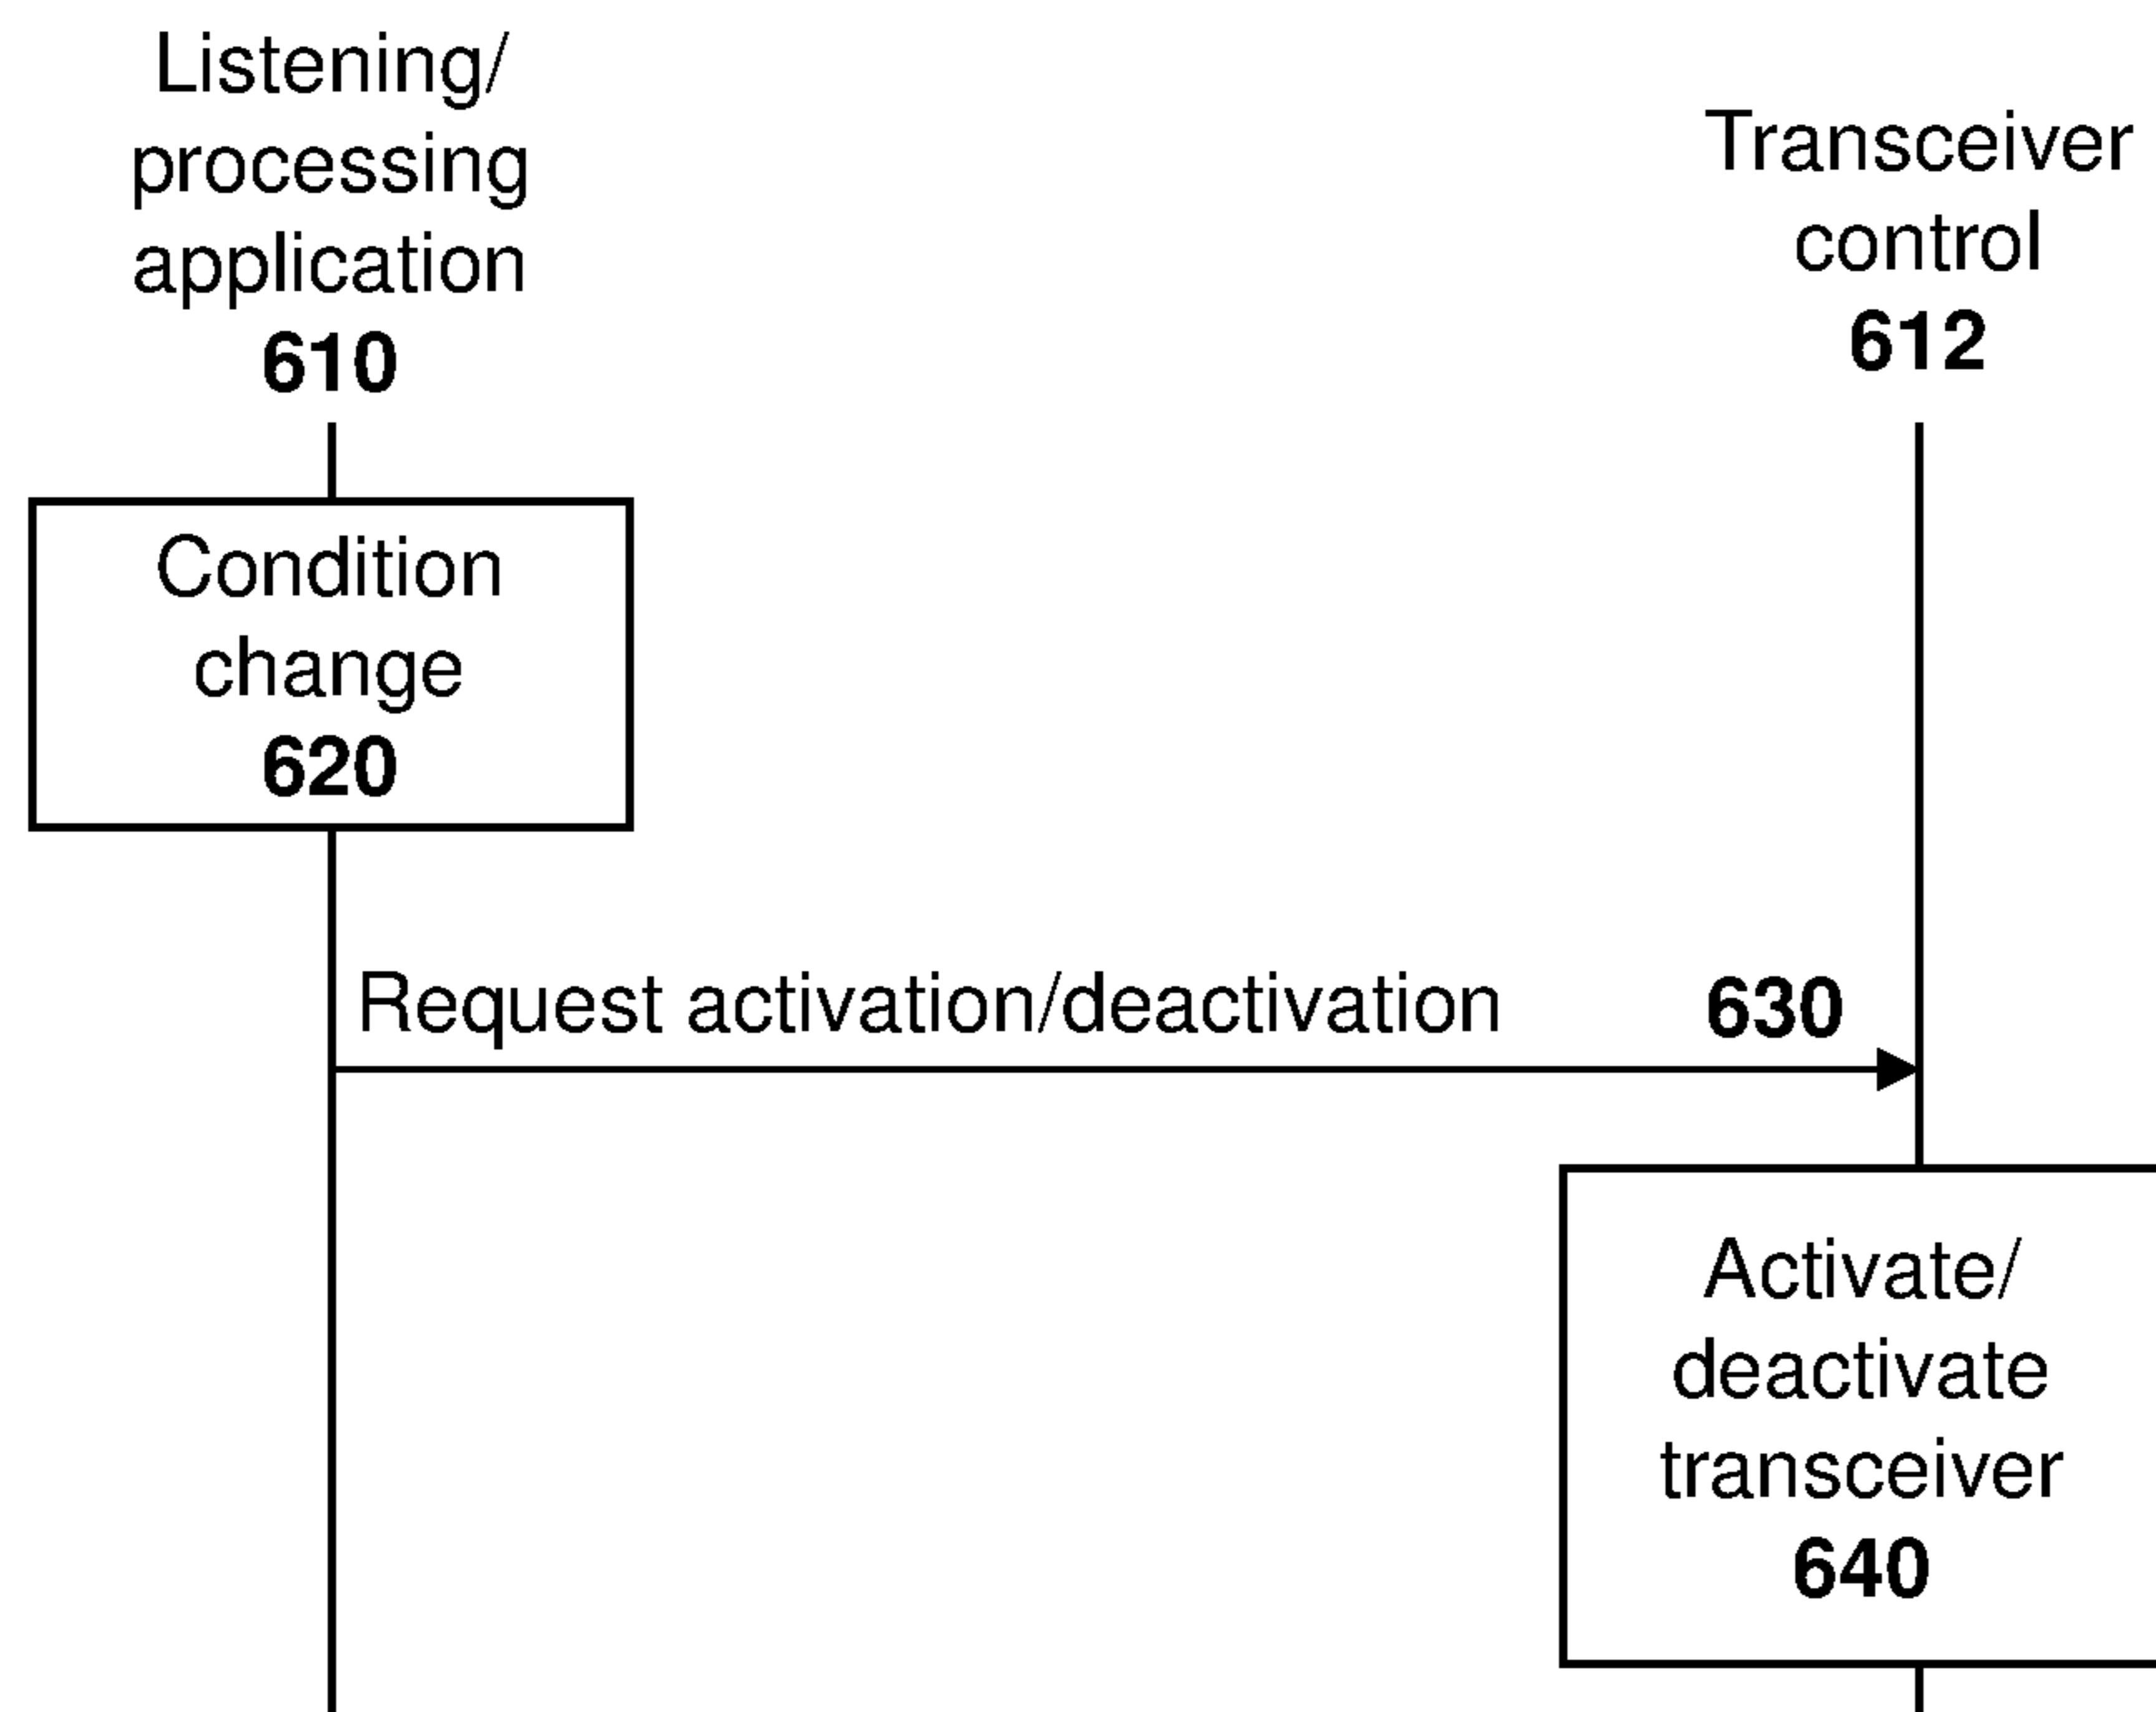 Listening/
processing
application
610
Transceiver
control
612
Condition
change
620
Request activation/deactivation 630
Activate/
deactivate
transceiver
640